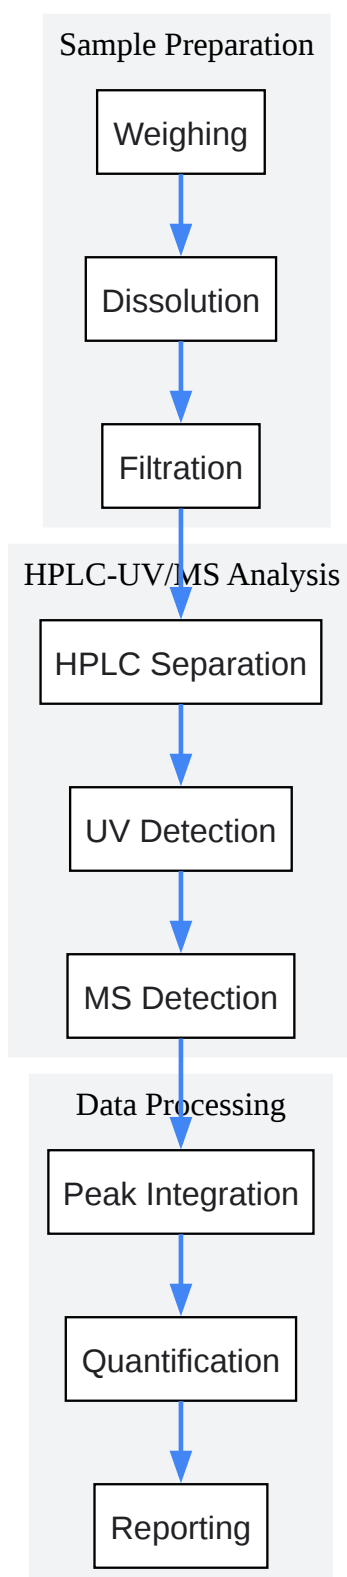 Sample Preparation
Weighing
Dissolution
Filtration
HPLC-UV/MS Analysis
HPLC Separation
UV Detection
MS Detection
Data Processing
Peak Integration
Quantification
Reporting